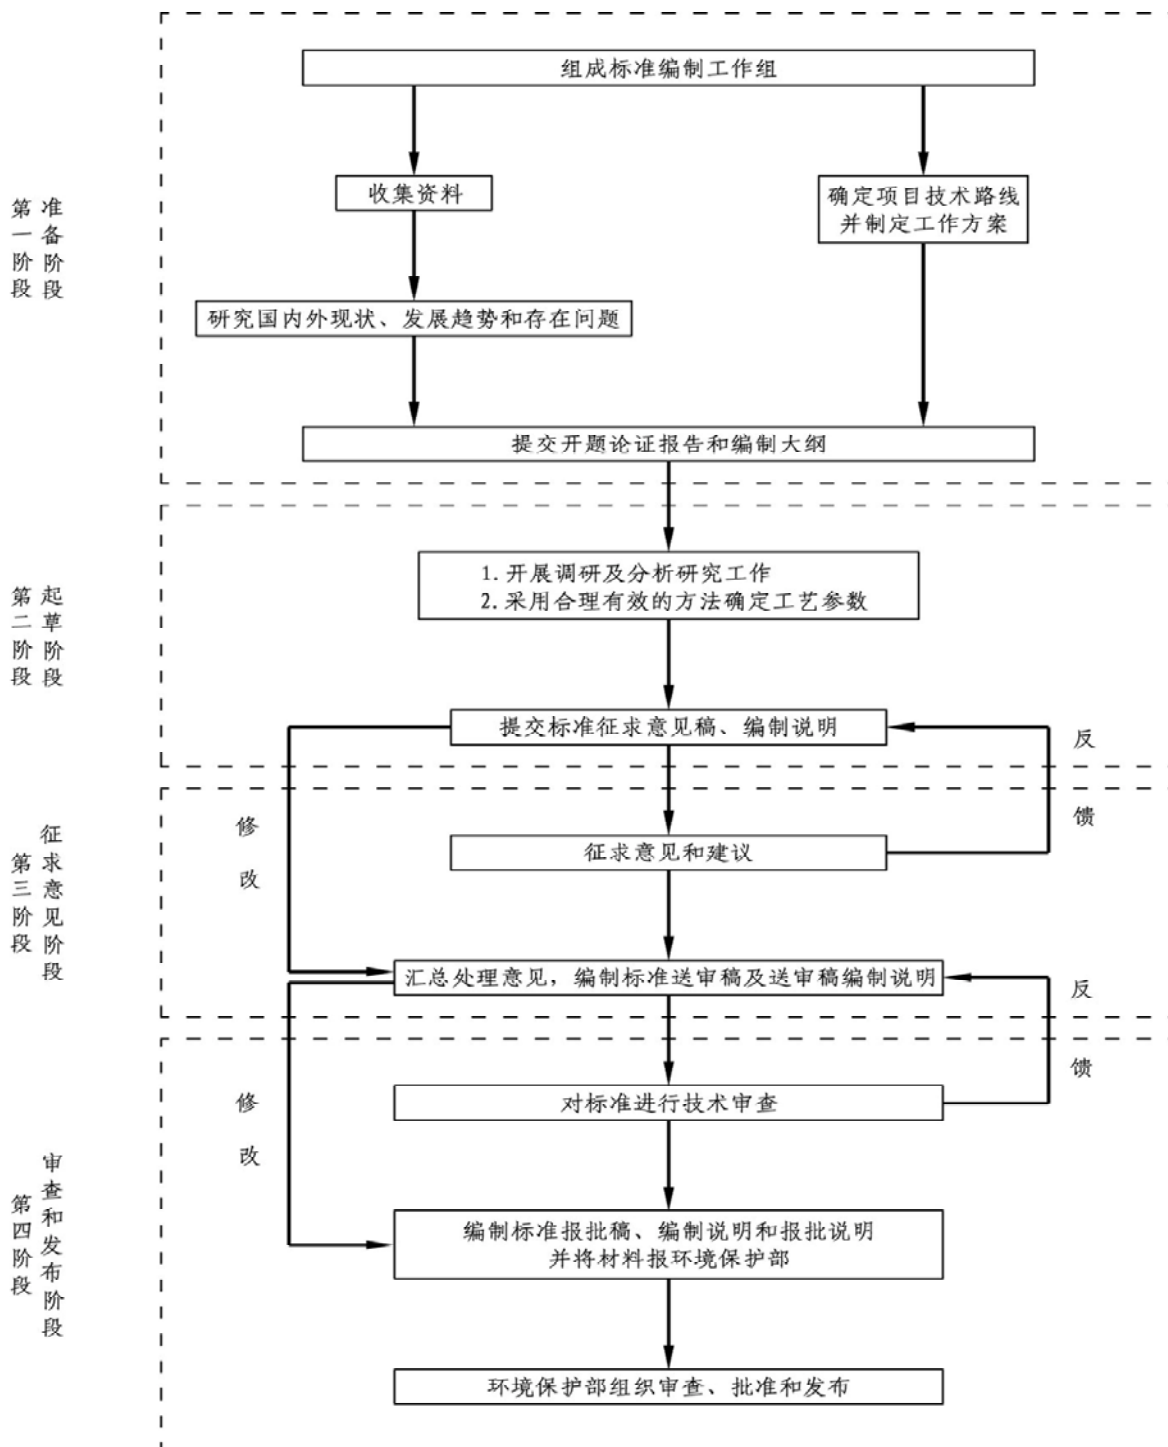 组成标准编制工作组
收集资料
确定项目技术路线
并制定工作方案
研究国内外现状、发展趋势和存在问题
提交开题论证报告和编制大纲
第一阶段
准备阶段
1. 开展调研及分析研究工作
2. 采用合理有效的方法确定工艺参数
提交标准征求意见稿、编制说明
第二阶段
起草阶段
反馈
修改
征求意见和建议
汇总处理意见，编制标准送审稿及送审稿编制说明
第三阶段
征求意见阶段
反馈
修改
对标准进行技术审查
编制标准报批稿、编制说明和报批说明
并将材料报环境保护部
环境保护部组织审查、批准和发布
第四阶段
审查和发布阶段